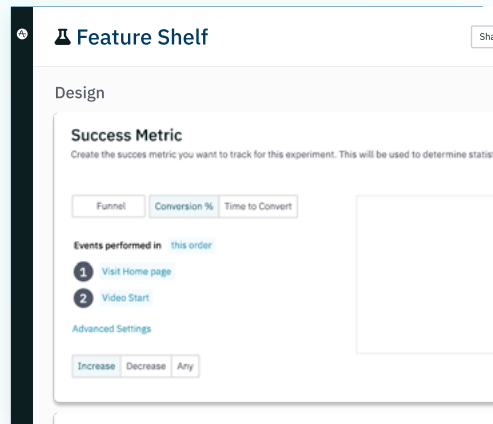 Feature Shelf
Sha
Design
Success Metric
Create the succes metric you want to track for this experiment. This will be used to determine statis
Funnel Conversion % Time to Convert
Events performed in this order
1 Visit Home page
2 Video Start
Advanced Settings
Increase Decrease Any